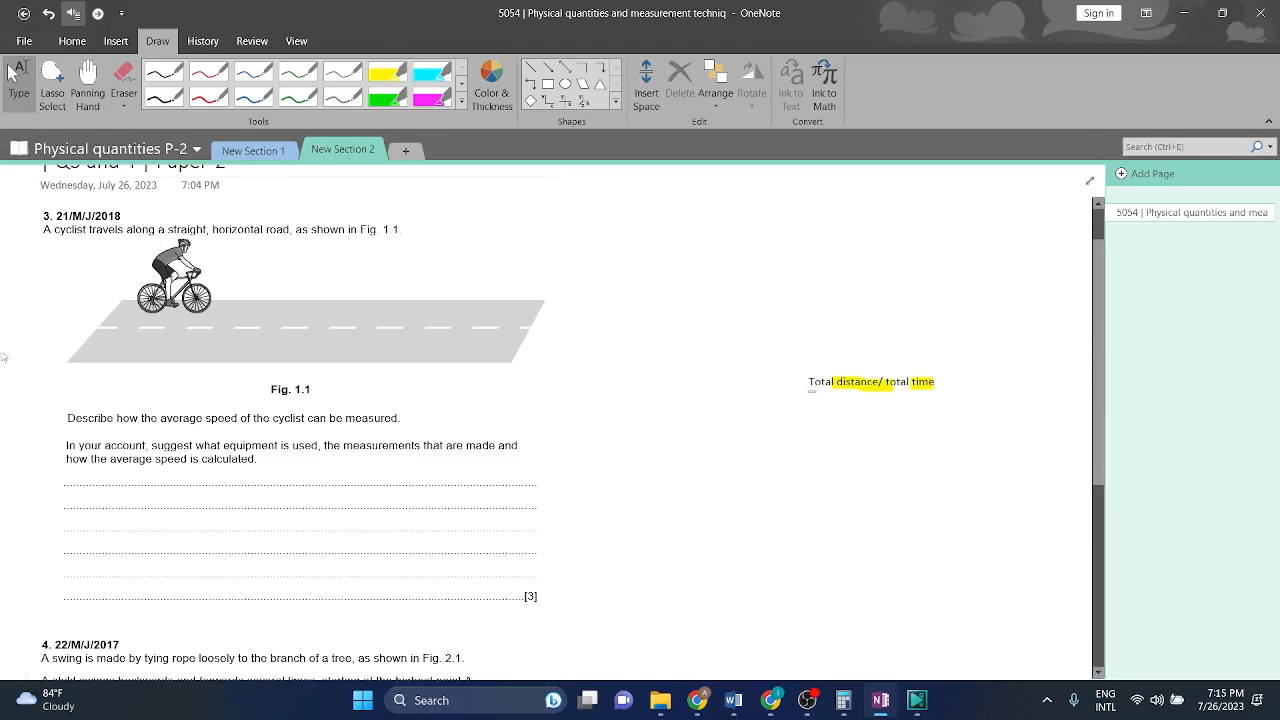 5054 | Physical quantities and measurement techniq - OneNote
Sign in
File Home Insert Draw History Review View
Type
Lasso Select
Panning Hand
Eraser
Color & Thickness
Insert Space
Delete
Arrange
Rotate
Ink to Text
Ink to Math
Tools
Shapes
Edit
Convert
Physical quantities P-2
New Section 1
New Section 2
Search (Ctrl+E)
Add Page
Wednesday, July 26, 2023 7:04 PM
5054 | Physical quantities and mea
3. 21/M/J/2018
A cyclist travels along a straight, horizontal road, as shown in Fig. 1.1.
Total distance/ total time
Fig. 1.1
Describe how the average speed of the cyclist can be measured.
In your account, suggest what equipment is used, the measurements that are made and
how the average speed is calculated.
[3]
4. 22/M/J/2017
A swing is made by tying rope loosely to the branch of a tree, as shown in Fig. 2.1.
84°F
Cloudy
Search
ENG
INTL
7:15 PM
7/26/2023